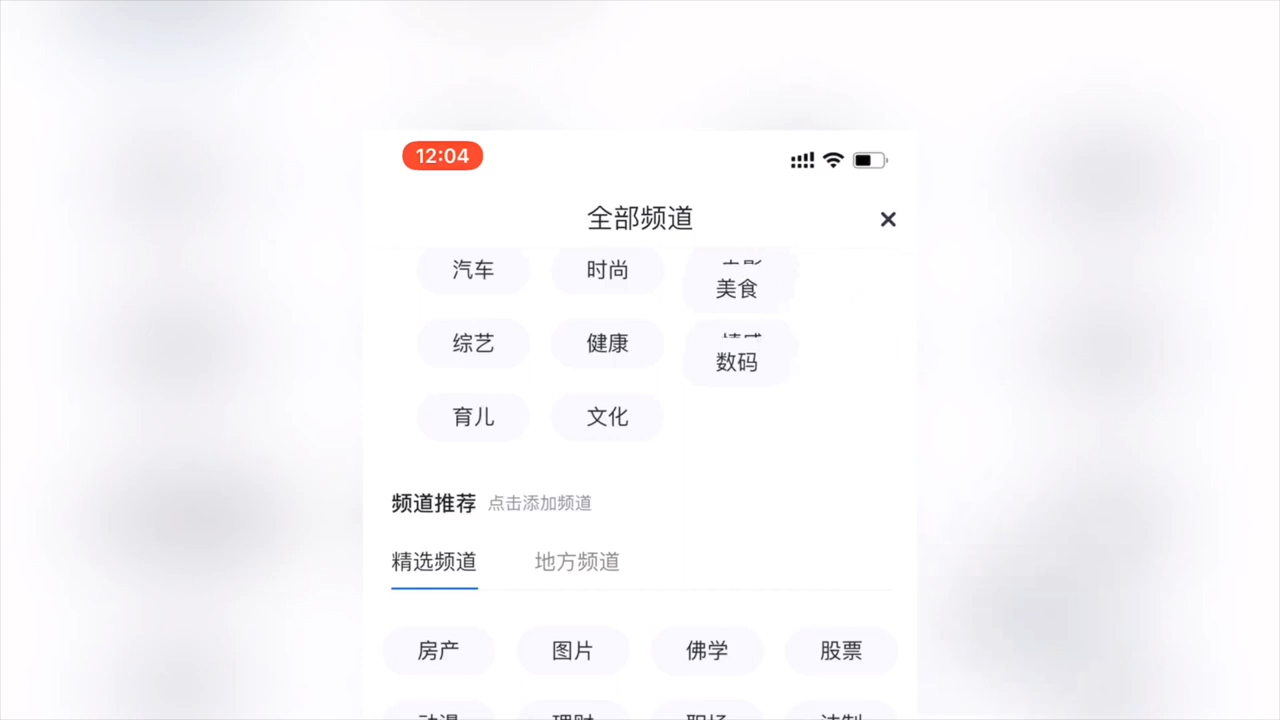 12:04
全部频道
汽车 时尚
美食
综艺 健康
数码
育儿 文化
频道推荐 点击添加频道
精选频道 地方频道
房产 图片 佛学 股票